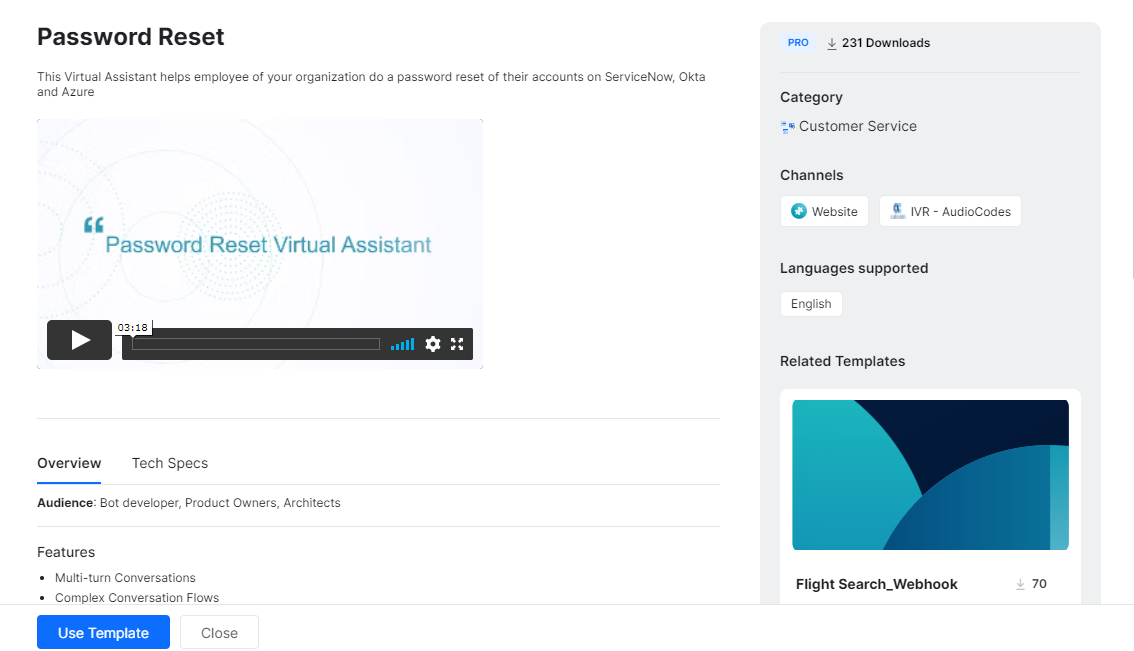 Password Reset
This Virtual Assistant helps employee of your organization do a password reset of their accounts on ServiceNow, Okta
and Azure
“Password Reset Virtual Assistant
03:18
Overview
Tech Specs
Audience: Bot developer, Product Owners, Architects
Features
• Multi-turn Conversations
• Complex Conversation Flows
Use Template
Close
PRO
231 Downloads
Category
Customer Service
Channels
Website
IVR - AudioCodes
Languages supported
English
Related Templates
Flight Search_Webhook
70